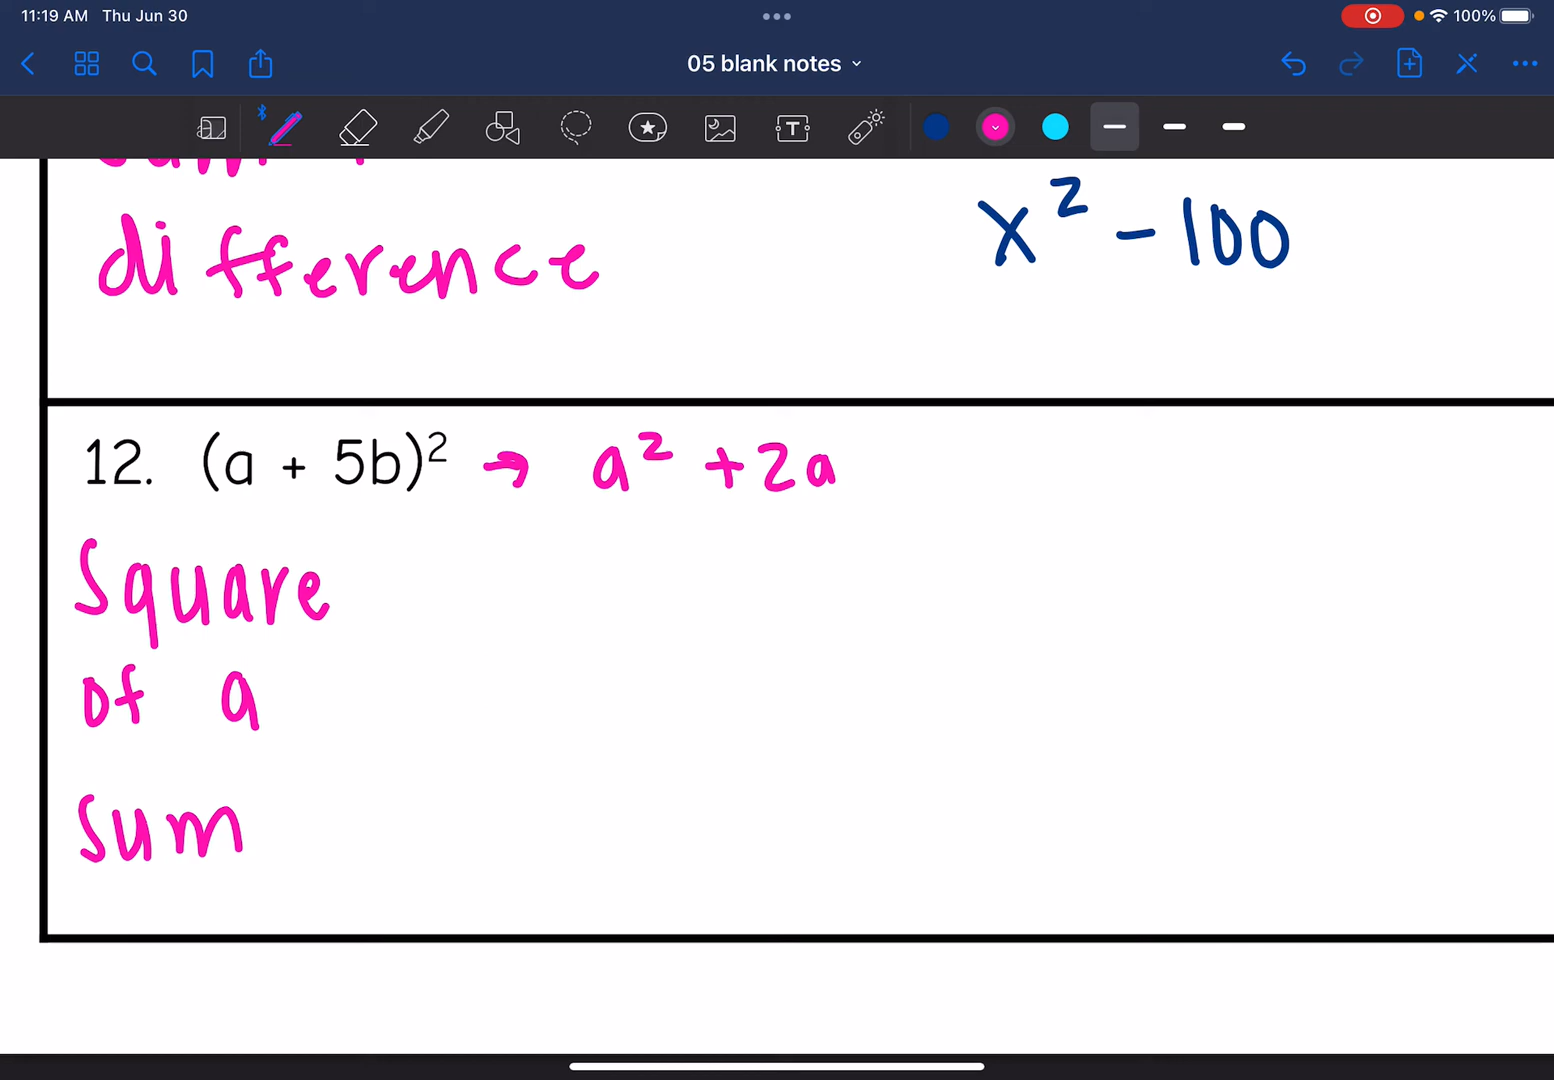 11:19 AM Thu Jun 30
100%
05 blank notes
difference
x² - 100
12. (a + 5b)² → a² + 2a
Square
of a
Sum